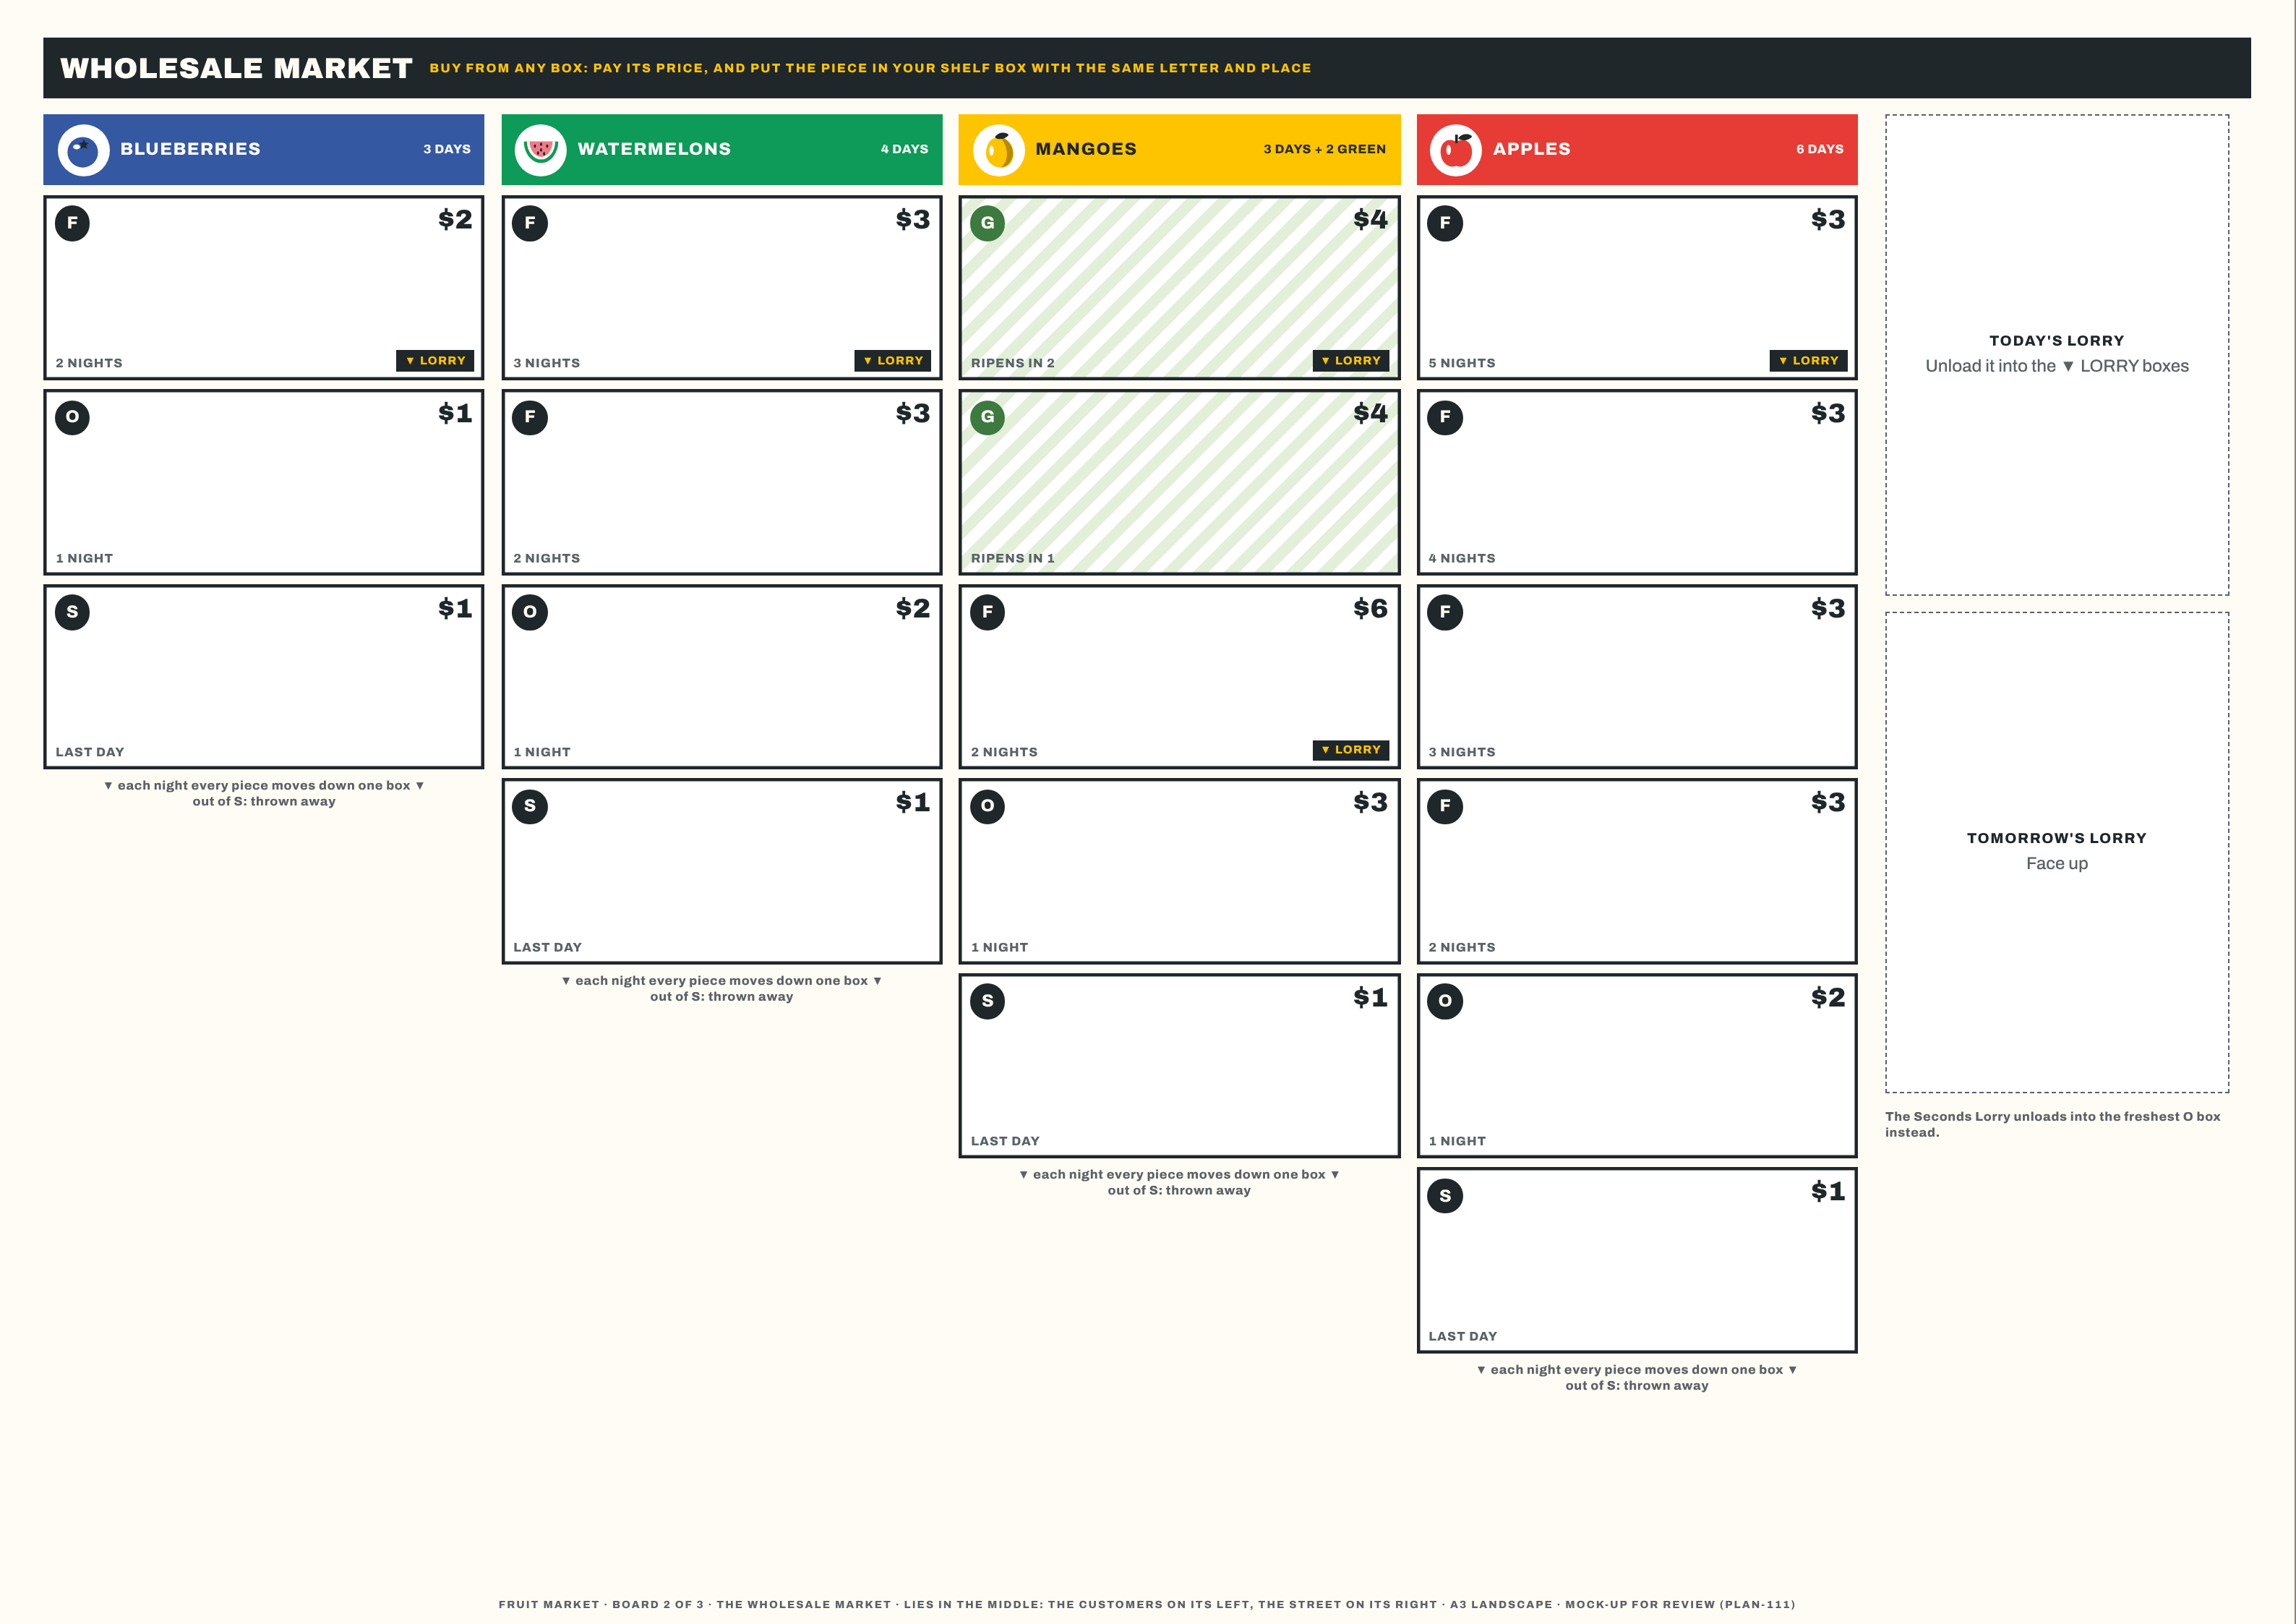 WHOLESALE MARKET
BUY FROM ANY BOX: PAY ITS PRICE, AND PUT THE PIECE IN YOUR SHELF BOX WITH THE SAME LETTER AND PLACE
BLUEBERRIES
3 DAYS
F
$2
2 NIGHTS
▼ LORRY
O
$1
1 NIGHT
S
$1
LAST DAY
▼ each night every piece moves down one box ▼
out of S: thrown away
WATERMELONS
4 DAYS
F
$3
3 NIGHTS
▼ LORRY
F
$3
2 NIGHTS
O
$2
1 NIGHT
S
$1
LAST DAY
▼ each night every piece moves down one box ▼
out of S: thrown away
MANGOES
3 DAYS + 2 GREEN
G
$4
RIPENS IN 2
▼ LORRY
G
$4
RIPENS IN 1
F
$6
2 NIGHTS
▼ LORRY
O
$3
1 NIGHT
S
$1
LAST DAY
▼ each night every piece moves down one box ▼
out of S: thrown away
APPLES
6 DAYS
F
$3
5 NIGHTS
▼ LORRY
F
$3
4 NIGHTS
F
$3
3 NIGHTS
F
$3
2 NIGHTS
O
$2
1 NIGHT
S
$1
LAST DAY
▼ each night every piece moves down one box ▼
out of S: thrown away
TODAY'S LORRY
Unload it into the ▼ LORRY boxes
TOMORROW'S LORRY
Face up
The Seconds Lorry unloads into the freshest O box
instead.
FRUIT MARKET · BOARD 2 OF 3 · THE WHOLESALE MARKET · LIES IN THE MIDDLE: THE CUSTOMERS ON ITS LEFT, THE STREET ON ITS RIGHT · A3 LANDSCAPE · MOCK-UP FOR REVIEW (PLAN-111)